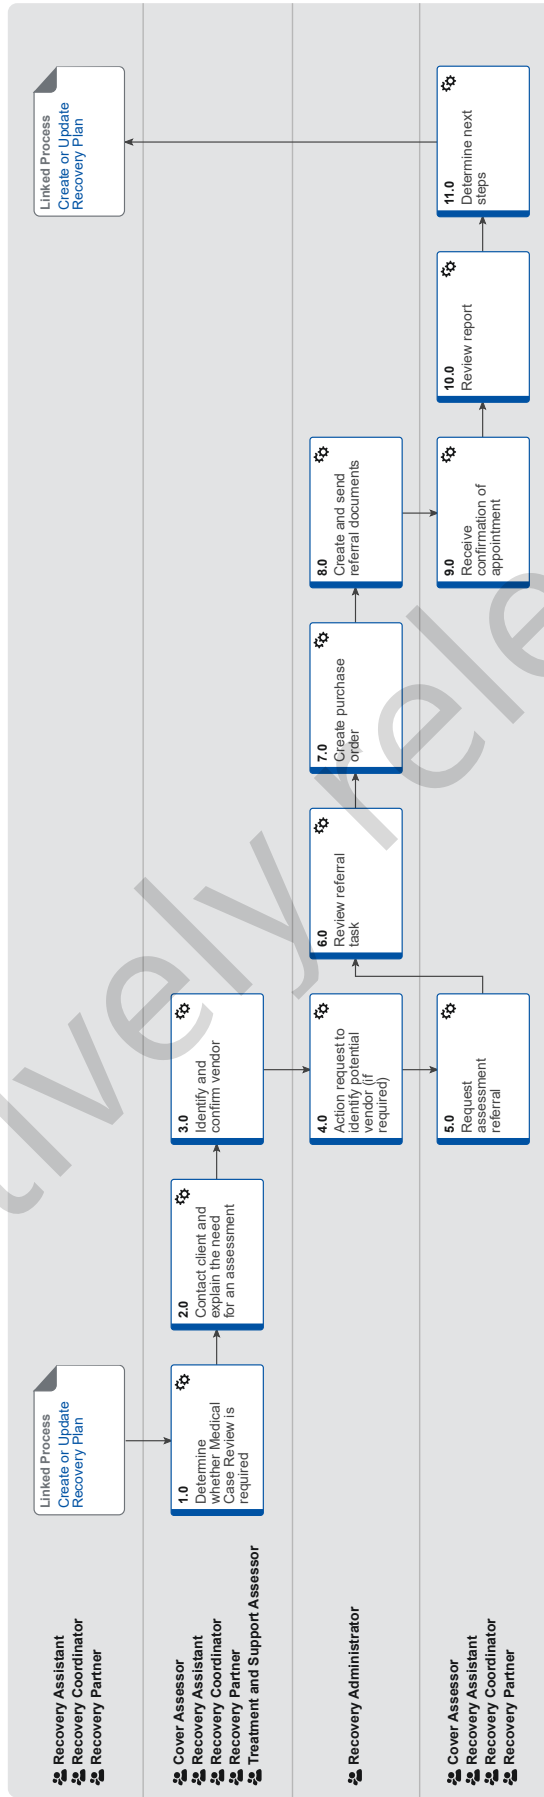 Recovery Assistant
Recovery Coordinator
Recovery Partner
Linked Process
Create or Update
Recovery Plan
Linked Process
Create or Update
Recovery Plan
Cover Assessor
Recovery Assistant
Recovery Coordinator
Recovery Partner
Treatment and Support Assessor
1.0
Determine
whether Medical
Case Review is
required
2.0
Contact client and
explain the need
for an assessment
3.0
Identify and
confirm vendor
Recovery Administrator
4.0
Action request to
identify potential
vendor (if
required)
6.0
Review referral
task
7.0
Create purchase
order
8.0
Create and send
referral documents
Cover Assessor
Recovery Assistant
Recovery Coordinator
Recovery Partner
5.0
Request
assessment
referral
9.0
Receive
confirmation of
appointment
10.0
Review report
11.0
Determine next
steps